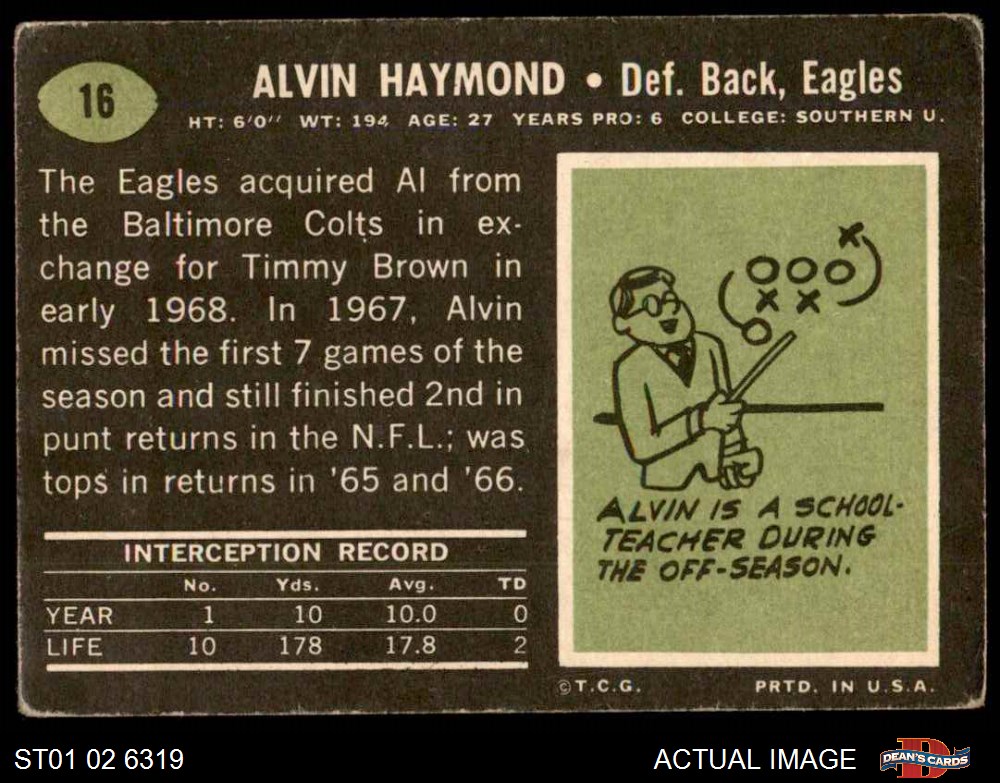 16
ALVIN HAYMOND • Def. Back, Eagles
HT: 6'0" WT: 194 AGE: 27 YEARS PRO: 6 COLLEGE: SOUTHERN U.
The Eagles acquired Al from
the Baltimore Colts in ex-
change for Timmy Brown in
early 1968. In 1967, Alvin
missed the first 7 games of the
season and still finished 2nd in
punt returns in the N.F.L.; was
tops in returns in '65 and '66.
INTERCEPTION RECORD
No. Yds. Avg. TD
YEAR 1 10 10.0 0
LIFE 10 178 17.8 2
X
O O O
X X
O
ALVIN IS A SCHOOL-
TEACHER DURING
THE OFF-SEASON.
©T.C.G. PRTD. IN U.S.A.
ST01 02 6319
ACTUAL IMAGE
DEAN'S CARDS